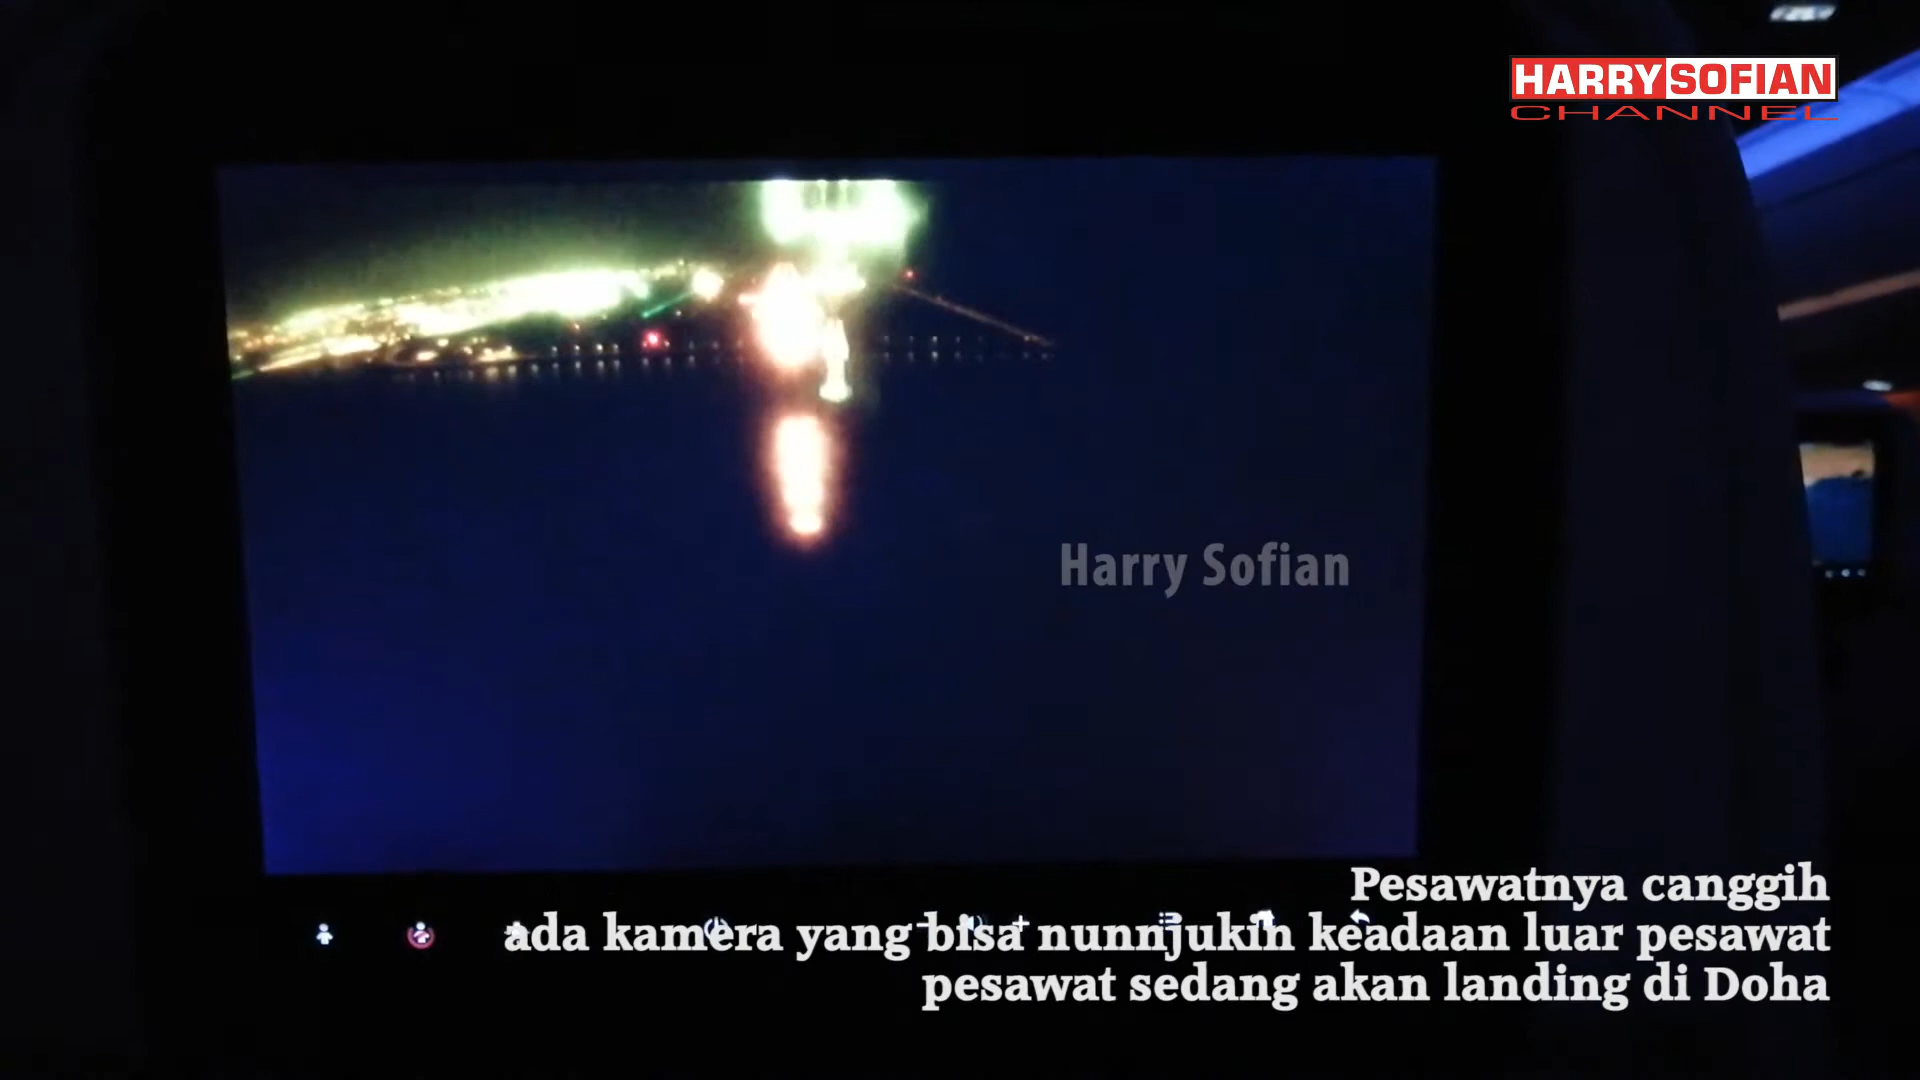 HARRY SOFIAN
CHANNEL
Harry Sofian
Pesawatnya canggih
ada kamera yang bisa nunnjukin keadaan luar pesawat
pesawat sedang akan landing di Doha